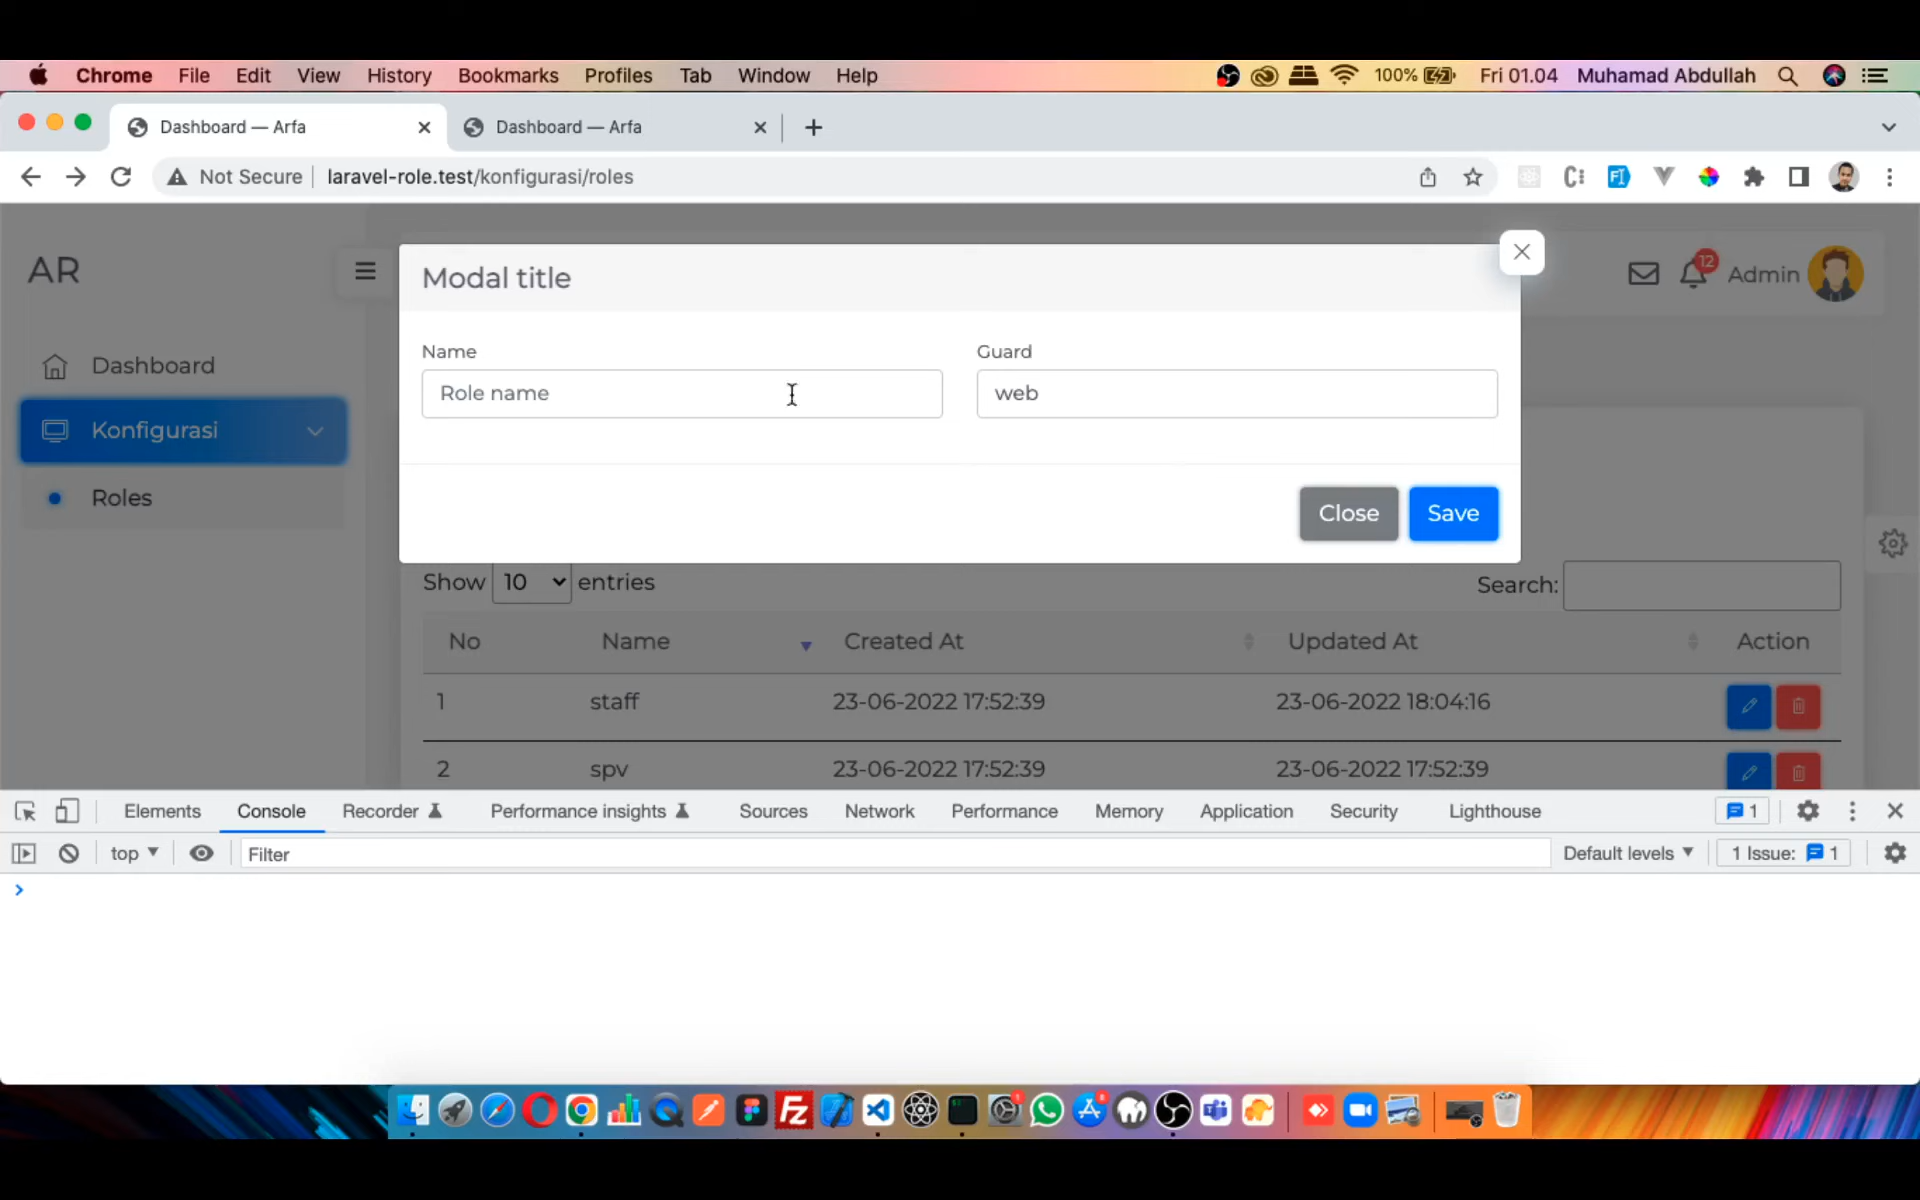 Chrome File Edit View History Bookmarks Profiles Tab Window Help 100% Fri 01.04 Muhamad Abdullah
Dashboard — Arfa Dashboard — Arfa
Not Secure laravel-role.test/konfigurasi/roles
AR
Modal title
12
Admin
Name Guard
Role name web
Dashboard
Konfigurasi
Roles
Close Save
Show 10 entries Search:
No Name Created At Updated At Action
1 staff 23-06-2022 17:52:39 23-06-2022 18:04:16
2 spv 23-06-2022 17:52:39 23-06-2022 17:52:39
Elements Console Recorder Performance insights Sources Network Performance Memory Application Security Lighthouse 1
top Filter Default levels 1 Issue: 1